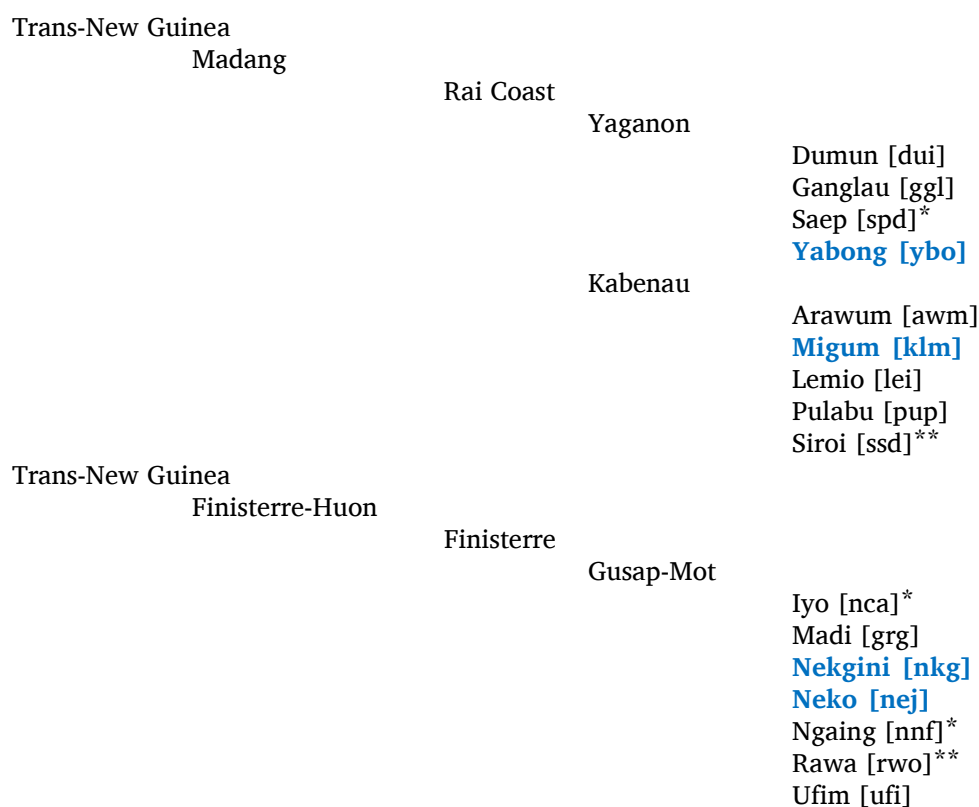 Trans-New Guinea
Madang
Rai Coast
Yaganon
Dumun [dui]
Ganglau [ggl]
Saep [spd]*
Yabong [ybo]
Kabenau
Arawum [awm]
Migum [klm]
Lemio [lei]
Pulabu [pup]
Siroi [ssd]**
Trans-New Guinea
Finisterre-Huon
Finisterre
Gusap-Mot
Iyo [nca]*
Madi [grg]
Nekgini [nkg]
Neko [nej]
Ngaing [nnf]*
Rawa [rwo]**
Ufim [ufi]